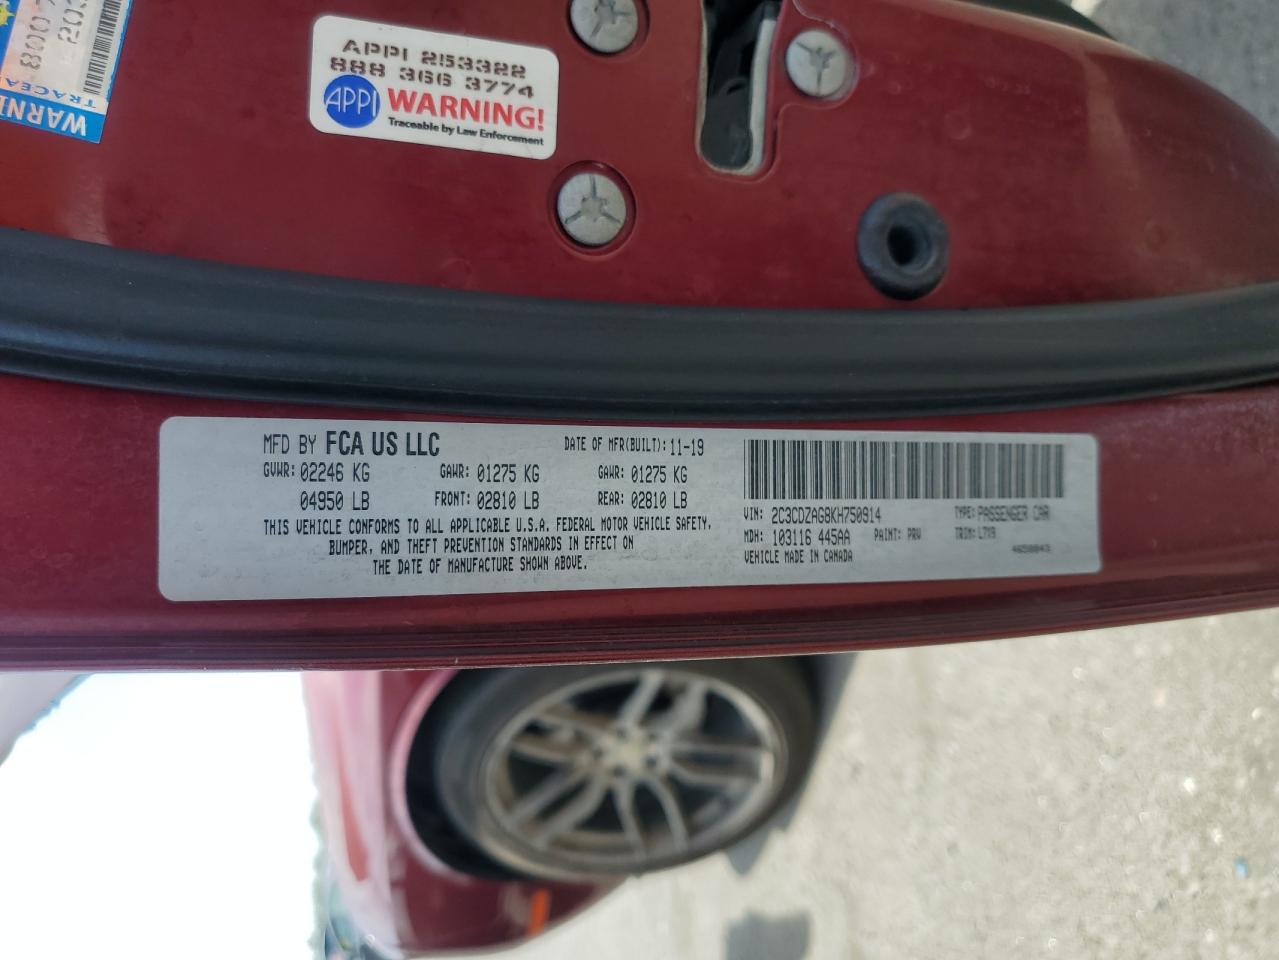 WARNI
TRACEA
APPI 253322
888 366 3774
APPI WARNING!
Traceable by Law Enforcement
MFD BY FCA US LLC DATE OF MFR(BUILT): 11-19
GVWR: 02246 KG GAWR: 01275 KG GAWR: 01275 KG
04950 LB FRONT: 02810 LB REAR: 02810 LB
THIS VEHICLE CONFORMS TO ALL APPLICABLE U.S.A. FEDERAL MOTOR VEHICLE SAFETY,
BUMPER, AND THEFT PREVENTION STANDARDS IN EFFECT ON
THE DATE OF MANUFACTURE SHOWN ABOVE.
VIN: 2C3CDZAG8KH750914 TYPE: PASSENGER CAR
MDH: 103116 445AA PAINT: PRV TRIM: L7X9
VEHICLE MADE IN CANADA